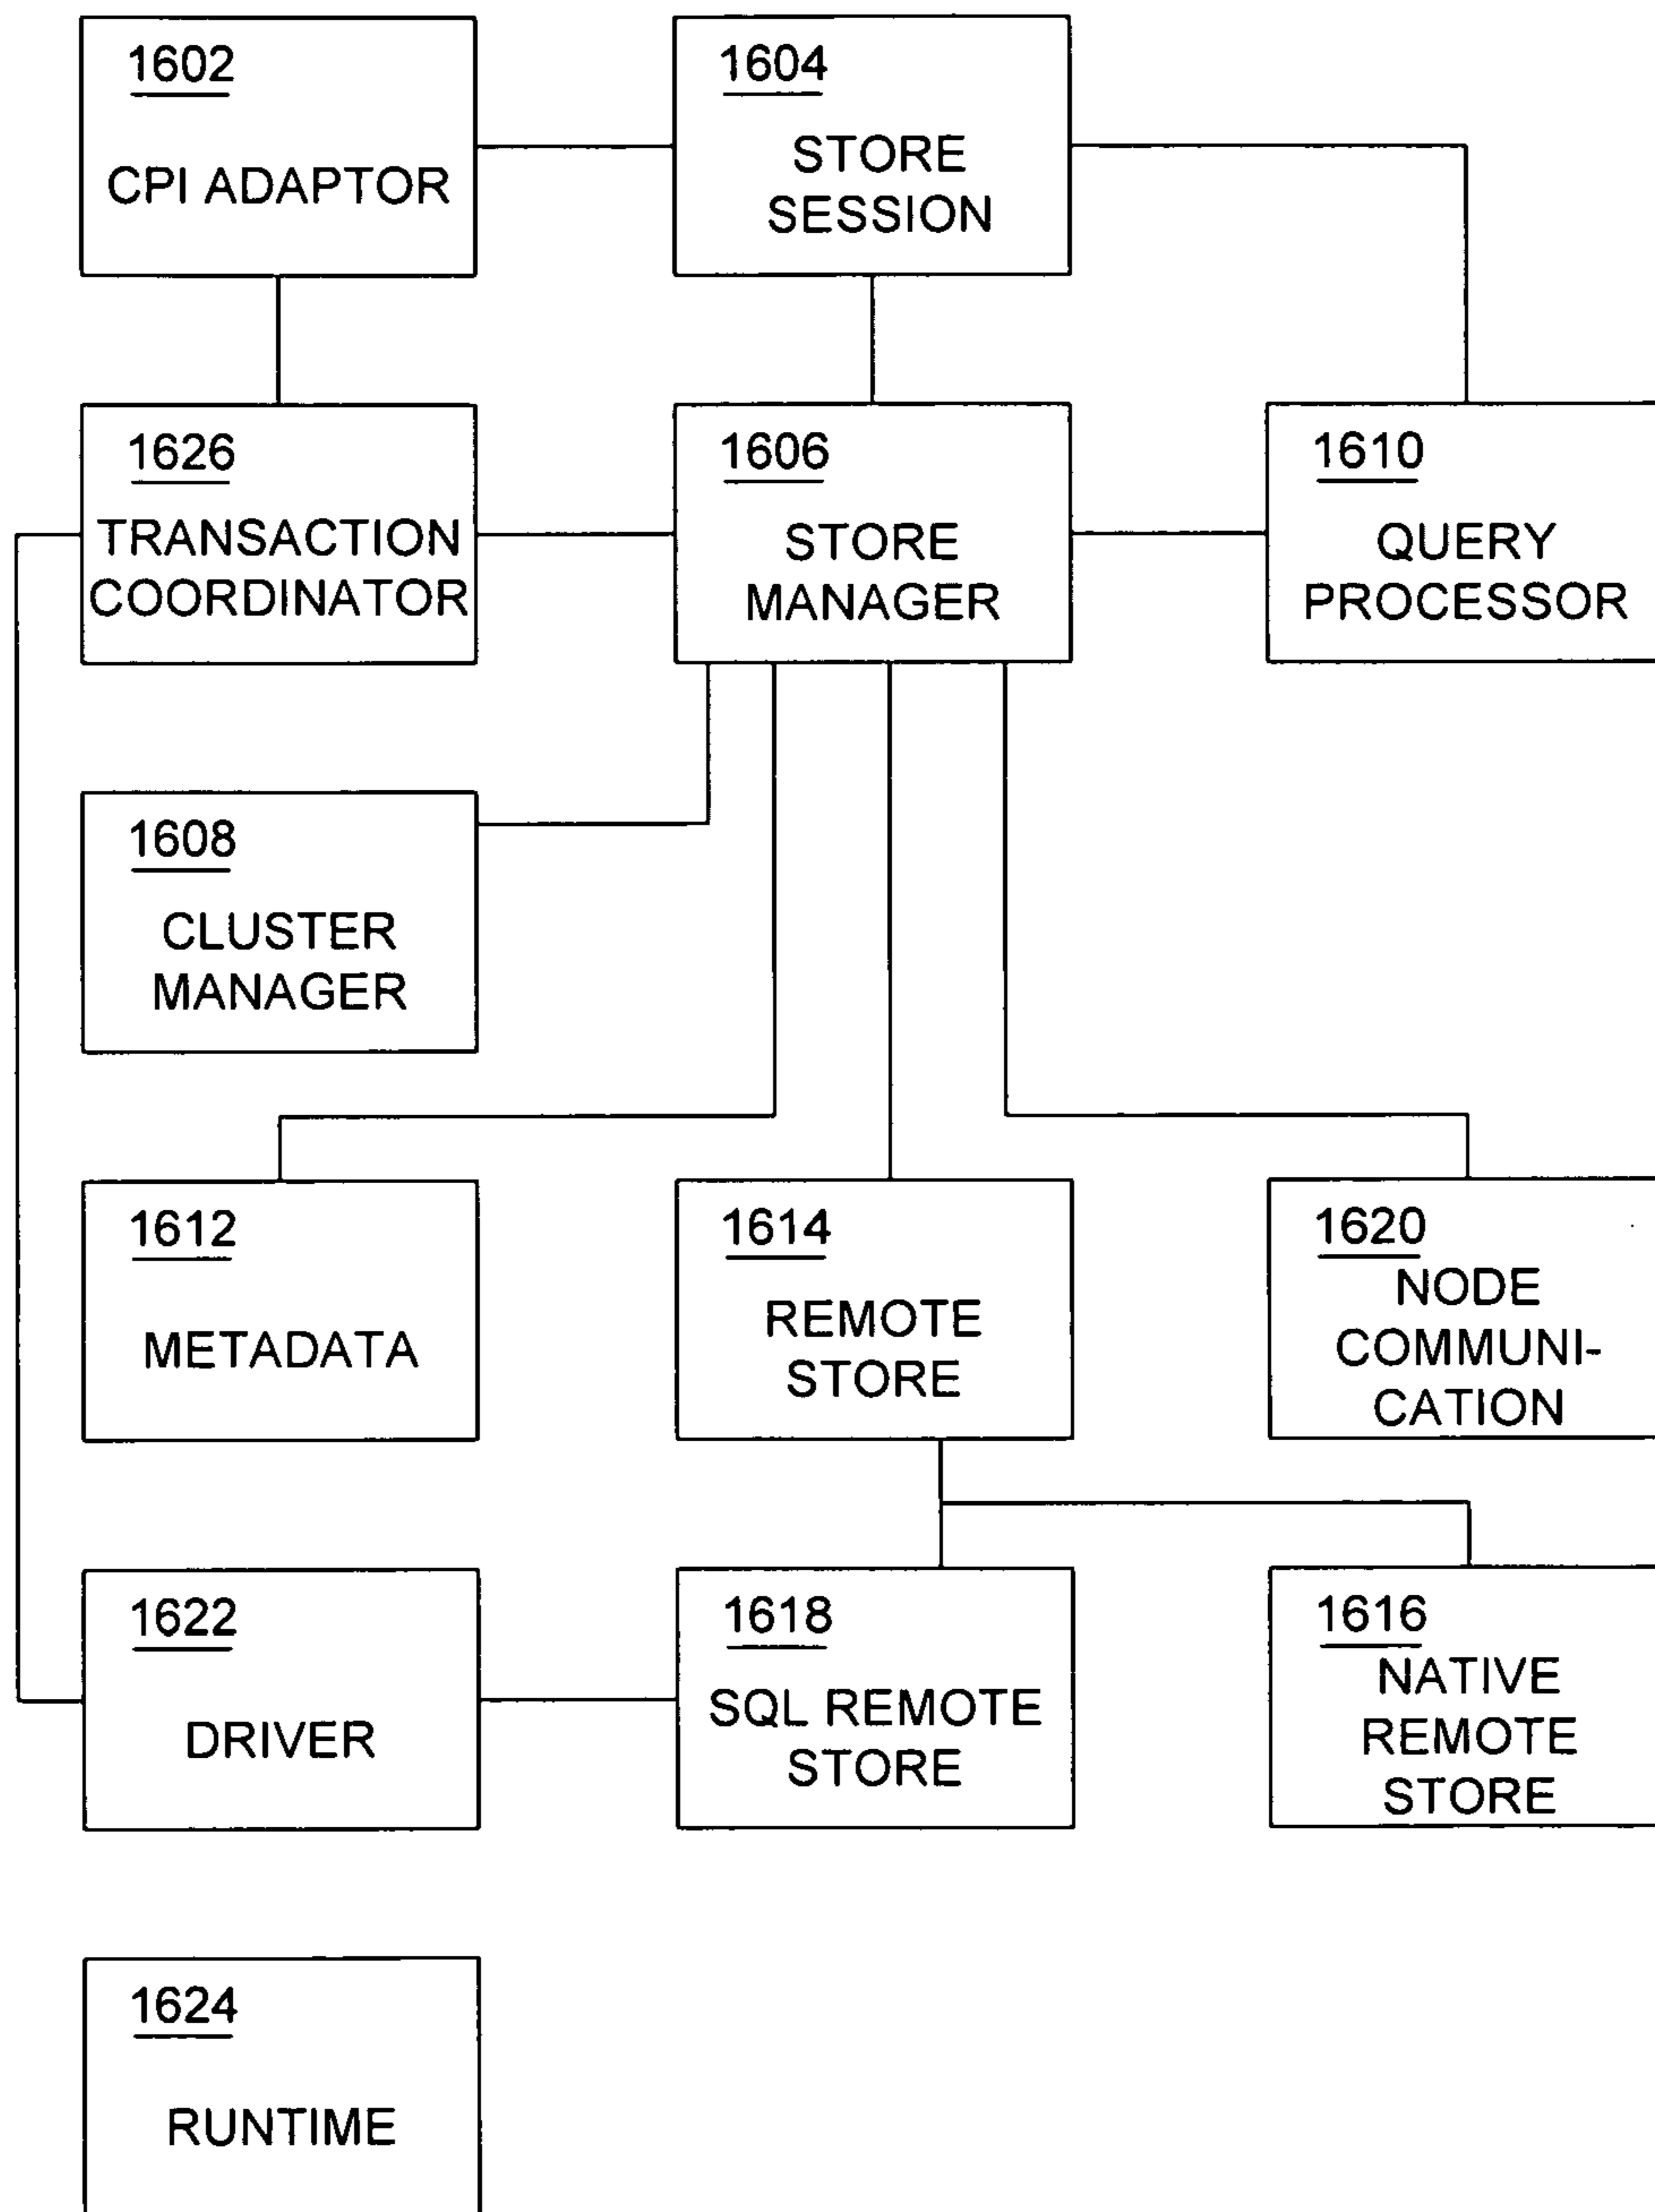 1602
CPI ADAPTOR
1604
STORE
SESSION
1626
TRANSACTION
COORDINATOR
1606
STORE
MANAGER
1610
QUERY
PROCESSOR
1608
CLUSTER
MANAGER
1612
METADATA
1614
REMOTE
STORE
1620
NODE
COMMUNI-
CATION
1622
DRIVER
1618
SQL REMOTE
STORE
1616
NATIVE
REMOTE
STORE
1624
RUNTIME